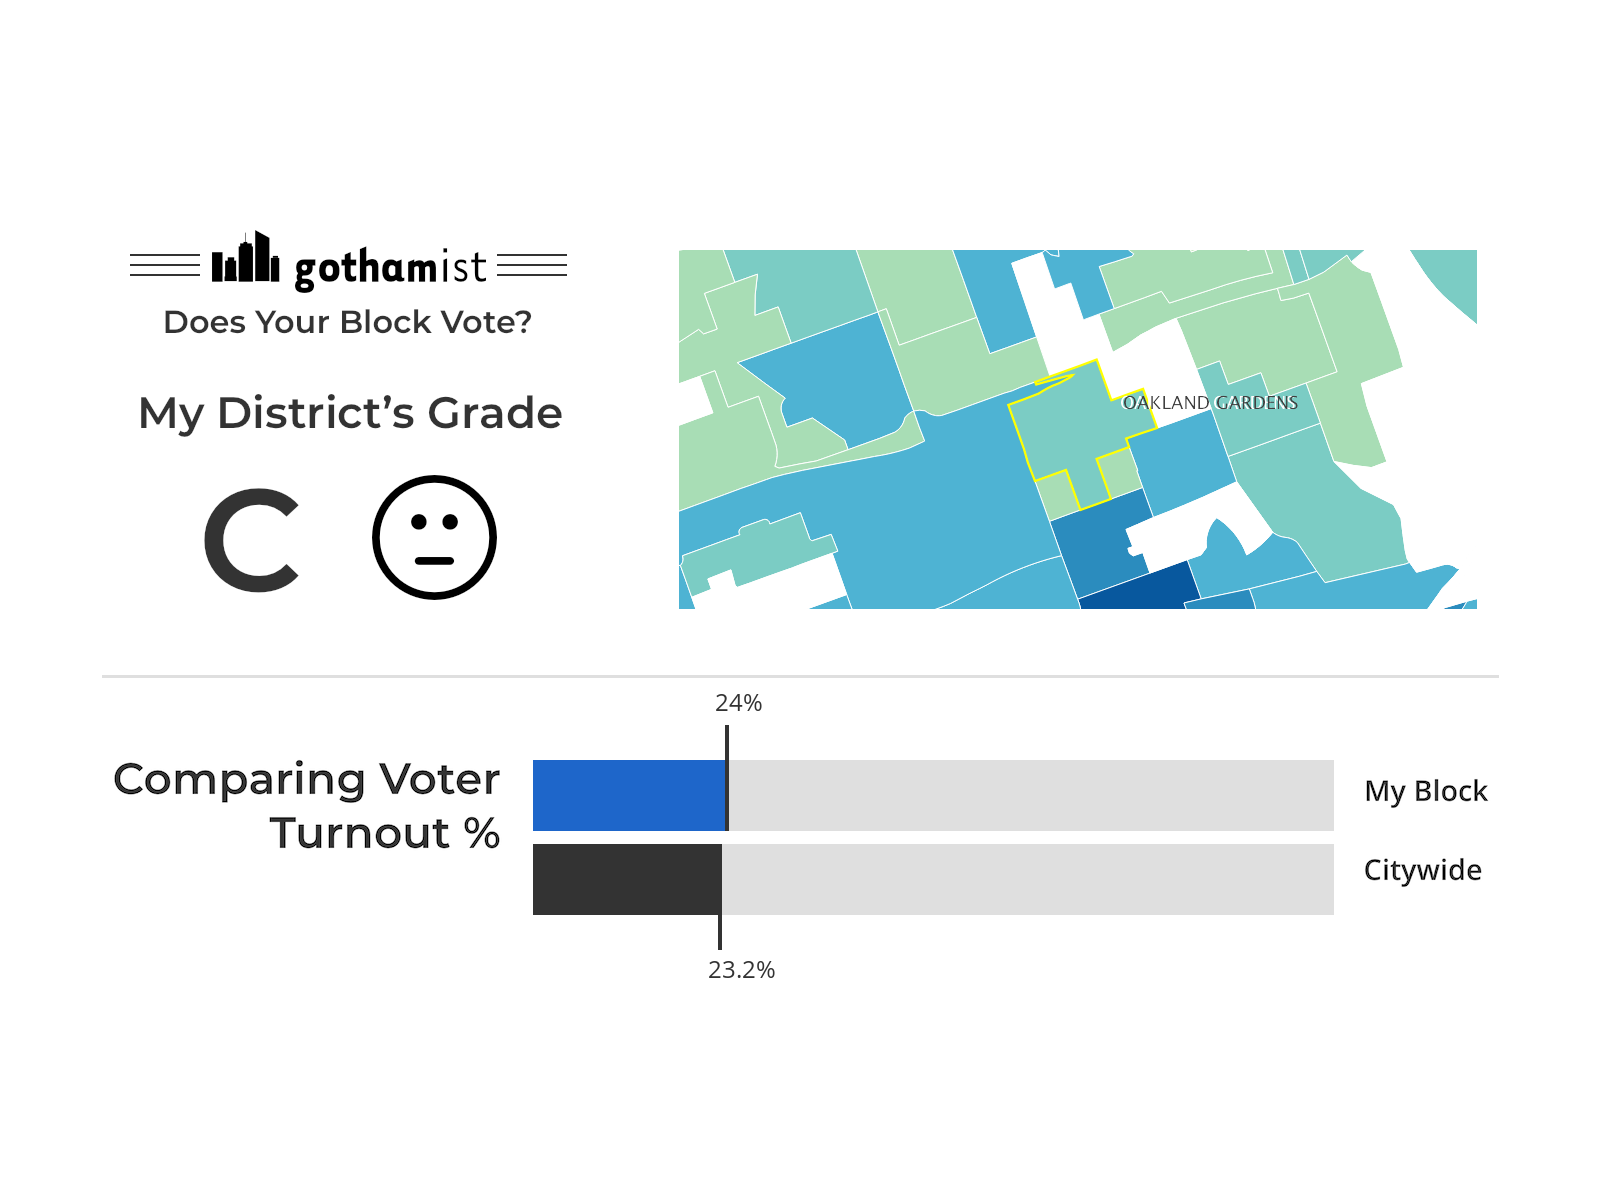 gothamist
Does Your Block Vote?
My District’s Grade
C
OAKLAND GARDENS
24%
Comparing Voter
Turnout %
My Block
Citywide
23.2%